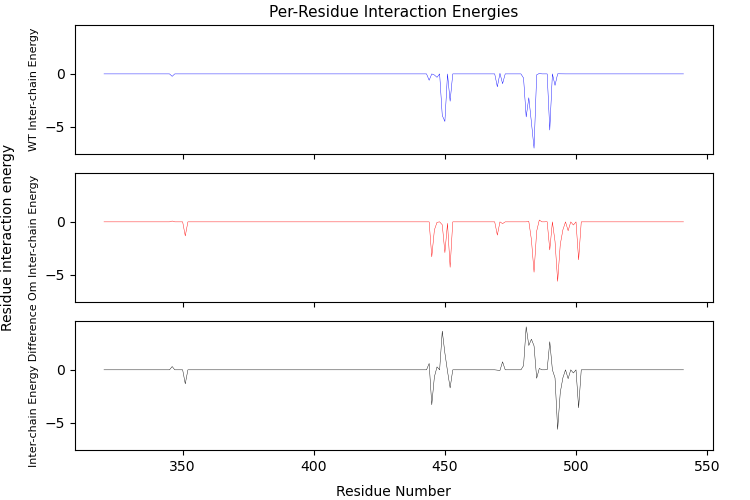 Per-Residue Interaction Energies
Residue interaction energy
WT Inter-chain Energy
0
−5
Om Inter-chain Energy
0
−5
Inter-chain Energy Difference
0
−5
350
400
450
500
550
Residue Number